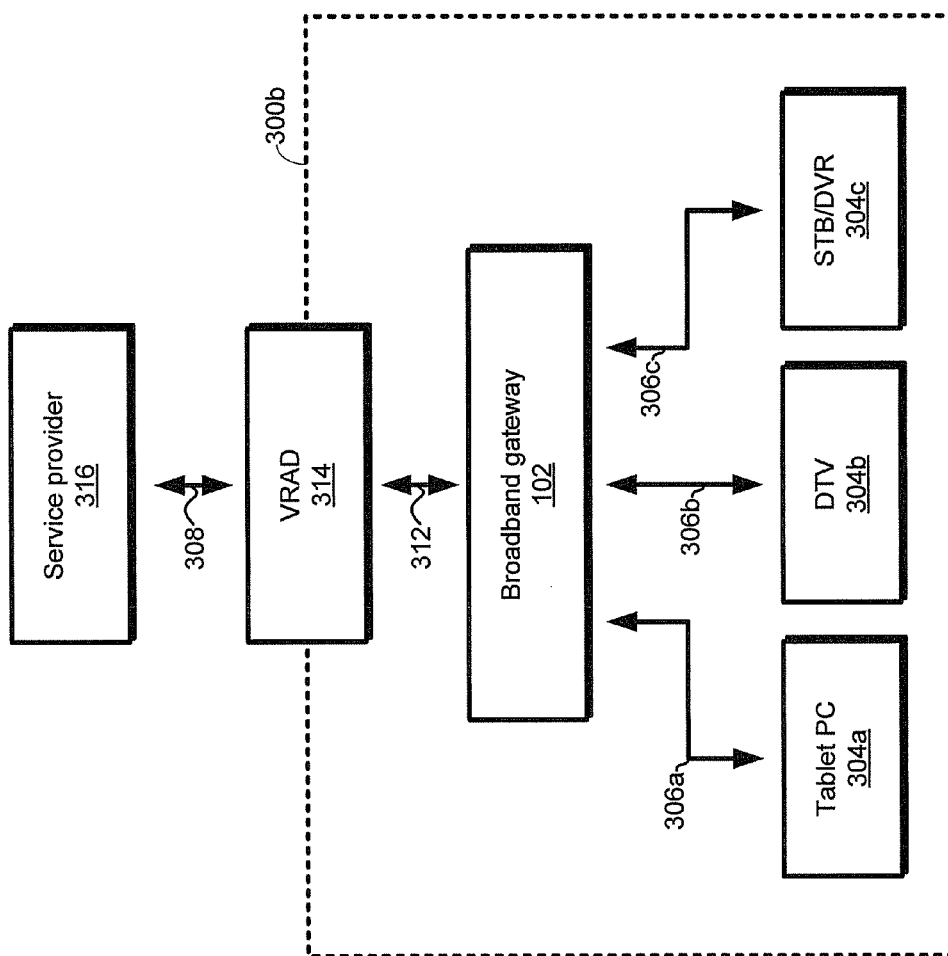 Service provider
316
308
300b
VRAD
314
312
Broadband gateway
102
306a
306b
306c
Tablet PC
304a
DTV
304b
STB/DVR
304c